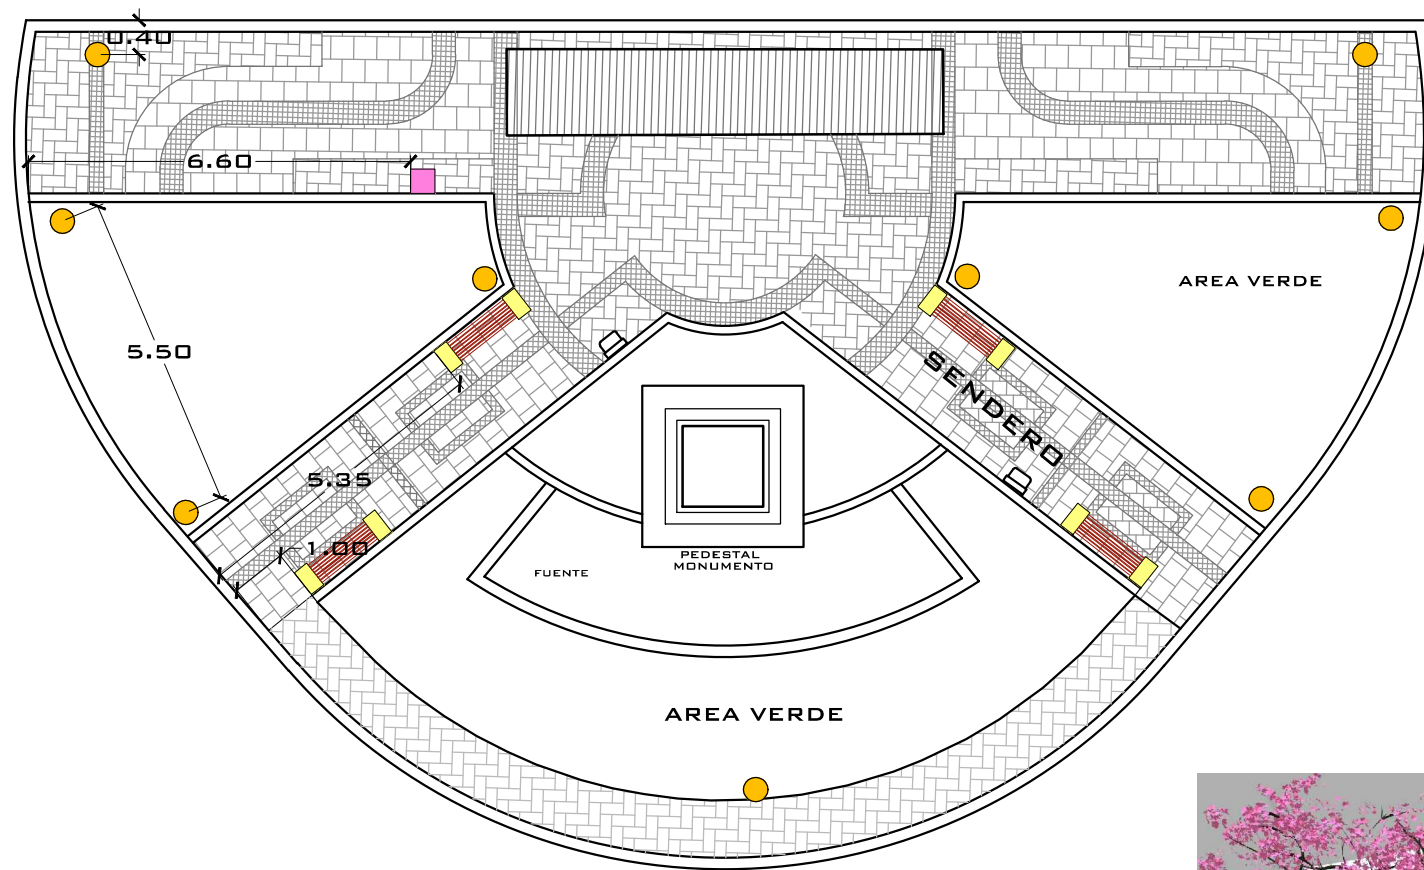 0.40
6.60
AREA VERDE
5.50
SENDERO
5.35
1.00
PEDESTAL
MONUMENTO
FUENTE
AREA VERDE